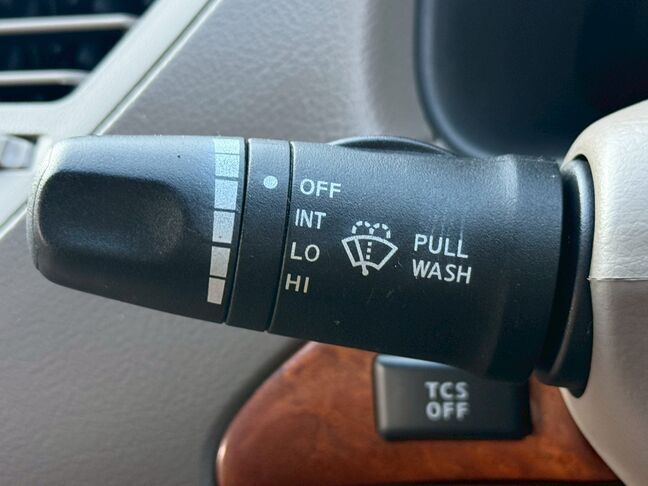 OFF
INT
LO
HI
PULL
WASH
TCS
OFF